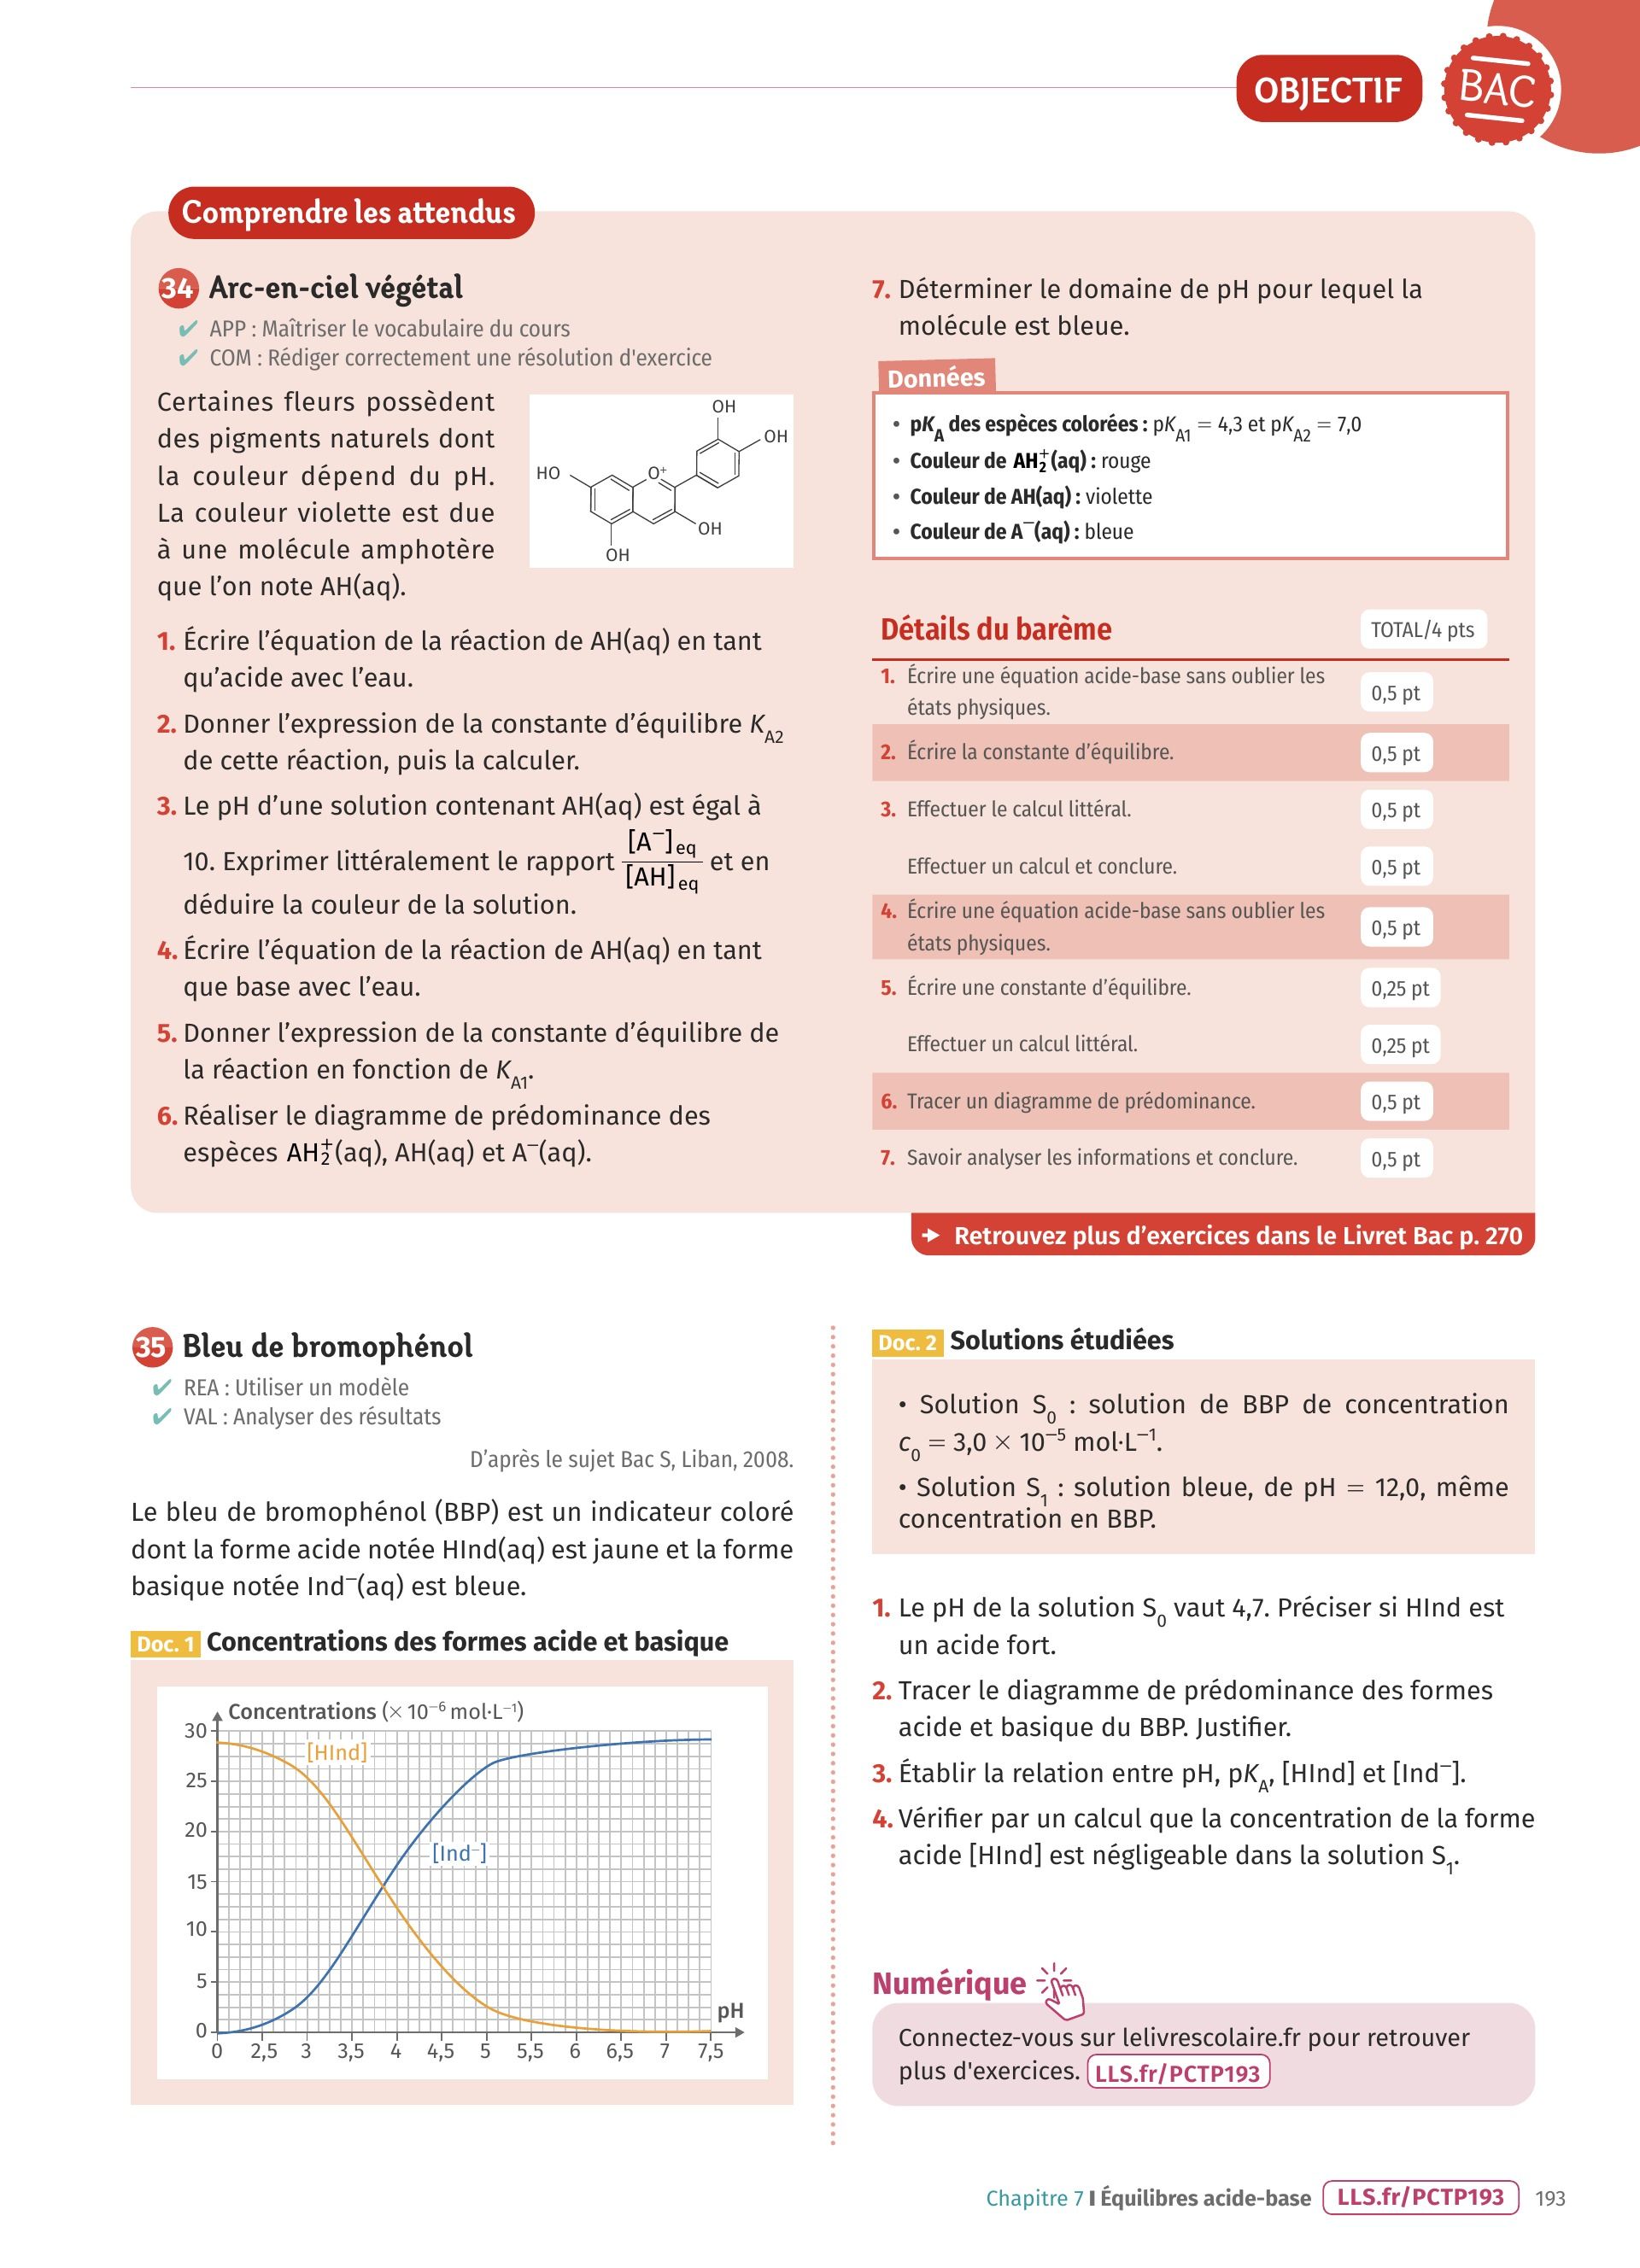 OBJECTIF
BAC
Comprendre les attendus
34 Arc-en-ciel végétal
✔ APP : Maîtriser le vocabulaire du cours
✔ COM : Rédiger correctement une résolution d'exercice
Certaines fleurs possèdent
des pigments naturels dont
la couleur dépend du pH.
La couleur violette est due
à une molécule amphotère
que l’on note AH(aq).
OH
OH
HO
O⁺
OH
OH
1. Écrire l’équation de la réaction de AH(aq) en tant
qu’acide avec l’eau.
2. Donner l’expression de la constante d’équilibre K_A2
de cette réaction, puis la calculer.
3. Le pH d’une solution contenant AH(aq) est égal à
10. Exprimer littéralement le rapport [A⁻]eq / [AH]eq et en
déduire la couleur de la solution.
4. Écrire l’équation de la réaction de AH(aq) en tant
que base avec l’eau.
5. Donner l’expression de la constante d’équilibre de
la réaction en fonction de K_A1.
6. Réaliser le diagramme de prédominance des
espèces AH₂⁺(aq), AH(aq) et A⁻(aq).
7. Déterminer le domaine de pH pour lequel la
molécule est bleue.
Données
• pK_A des espèces colorées : pK_A1 = 4,3 et pK_A2 = 7,0
• Couleur de AH₂⁺(aq) : rouge
• Couleur de AH(aq) : violette
• Couleur de A⁻(aq) : bleue
Détails du barème TOTAL/4 pts
1. Écrire une équation acide-base sans oublier les
états physiques. 0,5 pt
2. Écrire la constante d’équilibre. 0,5 pt
3. Effectuer le calcul littéral. 0,5 pt
Effectuer un calcul et conclure. 0,5 pt
4. Écrire une équation acide-base sans oublier les
états physiques. 0,5 pt
5. Écrire une constante d’équilibre. 0,25 pt
Effectuer un calcul littéral. 0,25 pt
6. Tracer un diagramme de prédominance. 0,5 pt
7. Savoir analyser les informations et conclure. 0,5 pt
➔ Retrouvez plus d’exercices dans le Livret Bac p. 270
35 Bleu de bromophénol
✔ REA : Utiliser un modèle
✔ VAL : Analyser des résultats
D’après le sujet Bac S, Liban, 2008.
Le bleu de bromophénol (BBP) est un indicateur coloré
dont la forme acide notée HInd(aq) est jaune et la forme
basique notée Ind⁻(aq) est bleue.
Doc. 1 Concentrations des formes acide et basique
Concentrations (× 10⁻⁶ mol·L⁻¹)
30
25
20
15
10
5
0
[HInd]
[Ind⁻]
pH
0 2,5 3 3,5 4 4,5 5 5,5 6 6,5 7 7,5
Doc. 2 Solutions étudiées
• Solution S₀ : solution de BBP de concentration
c₀ = 3,0 × 10⁻⁵ mol·L⁻¹.
• Solution S₁ : solution bleue, de pH = 12,0, même
concentration en BBP.
1. Le pH de la solution S₀ vaut 4,7. Préciser si HInd est
un acide fort.
2. Tracer le diagramme de prédominance des formes
acide et basique du BBP. Justifier.
3. Établir la relation entre pH, pK_A, [HInd] et [Ind⁻].
4. Vérifier par un calcul que la concentration de la forme
acide [HInd] est négligeable dans la solution S₁.
Numérique
Connectez-vous sur lelivrescolaire.fr pour retrouver
plus d'exercices. LLS.fr/PCTP193
Chapitre 7 I Équilibres acide-base LLS.fr/PCTP193 193